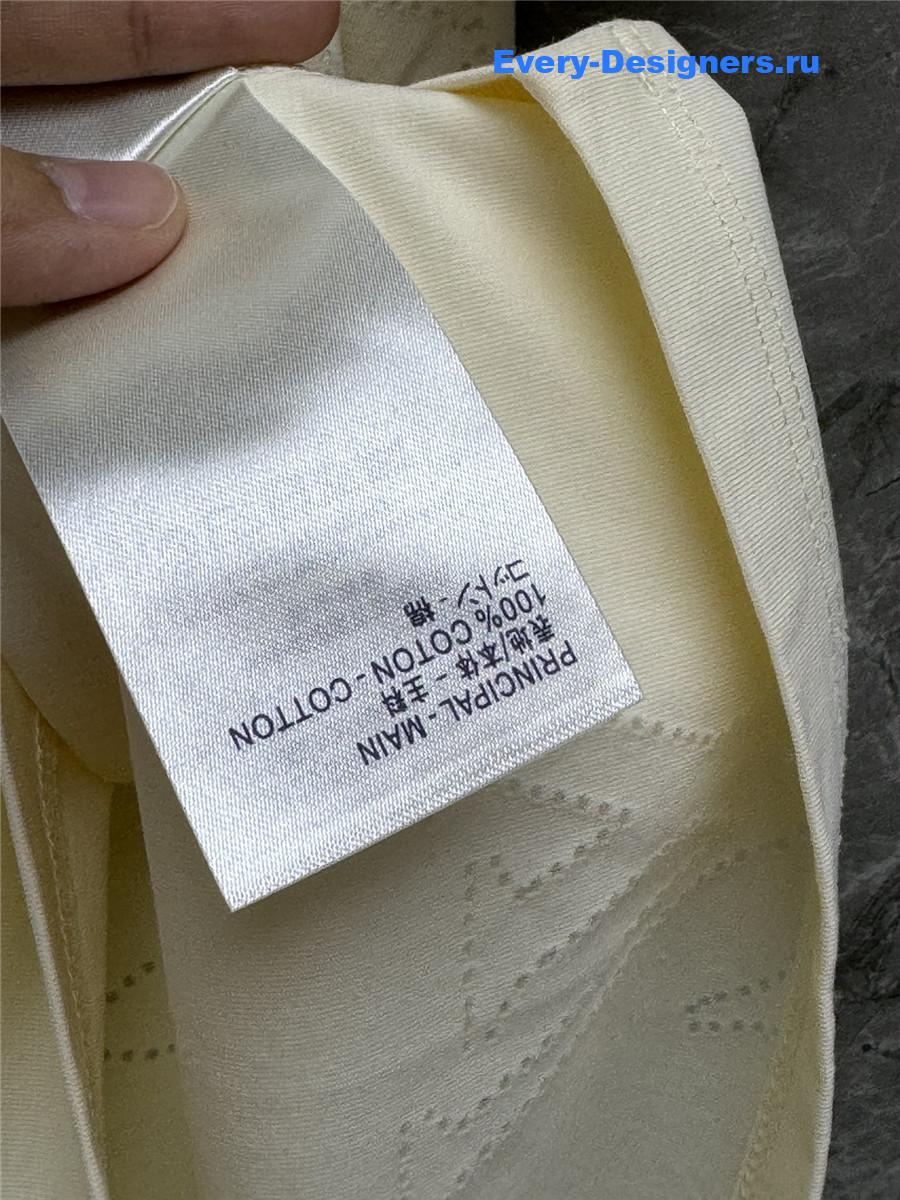 Every-Designers.ru
PRINCIPAL - MAIN
表地/本体 - 主料
100% COTON - COTTON
コットン - 棉